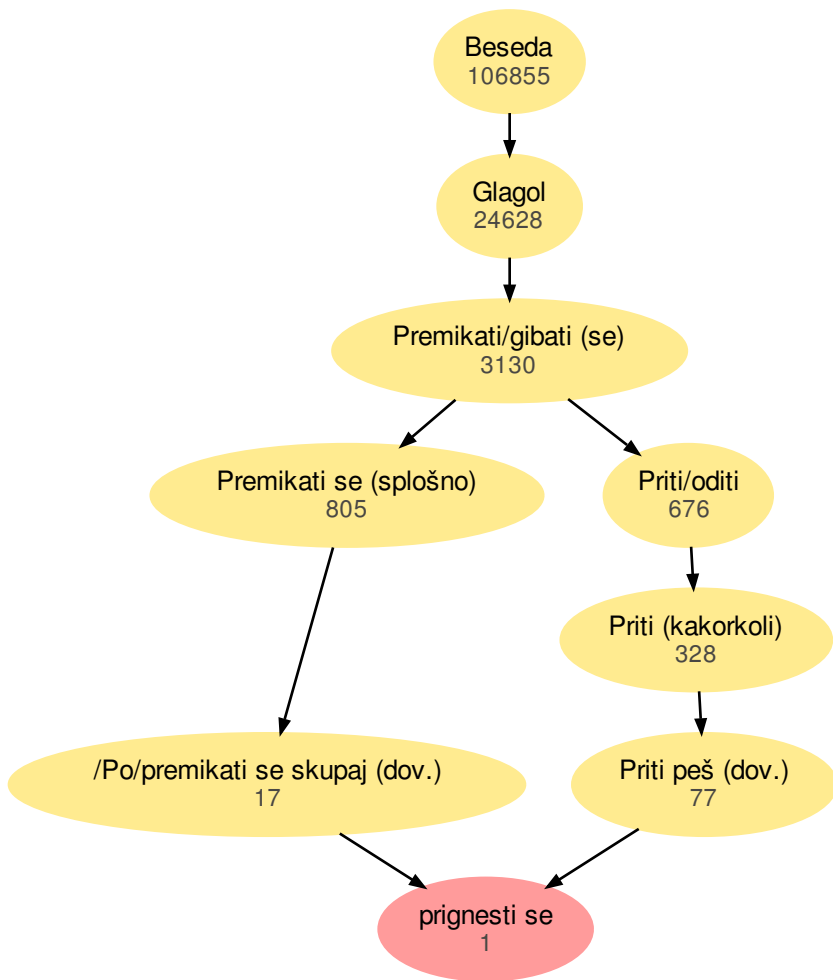 Beseda
106855
Glagol
24628
Premikati/gibati (se)
3130
Premikati se (splošno)
805
Priti/oditi
676
Priti (kakorkoli)
328
/Po/premikati se skupaj (dov.)
17
Priti peš (dov.)
77
prignesti se
1